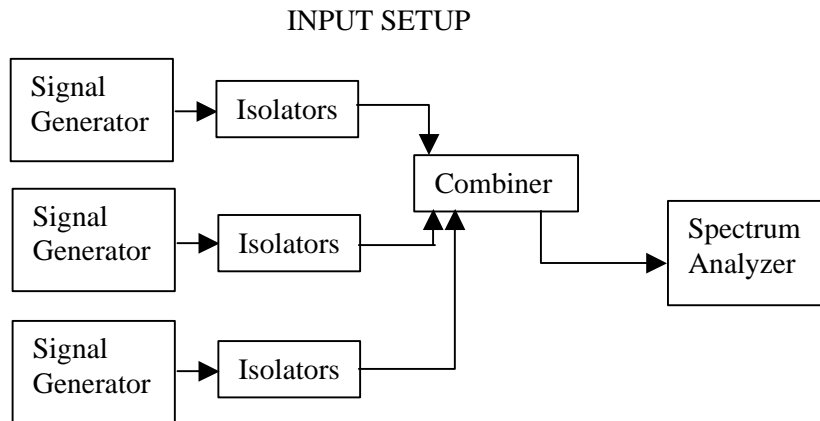 INPUT SETUP
Signal
Generator
Isolators
Combiner
Signal
Generator
Isolators
Spectrum
Analyzer
Signal
Generator
Isolators